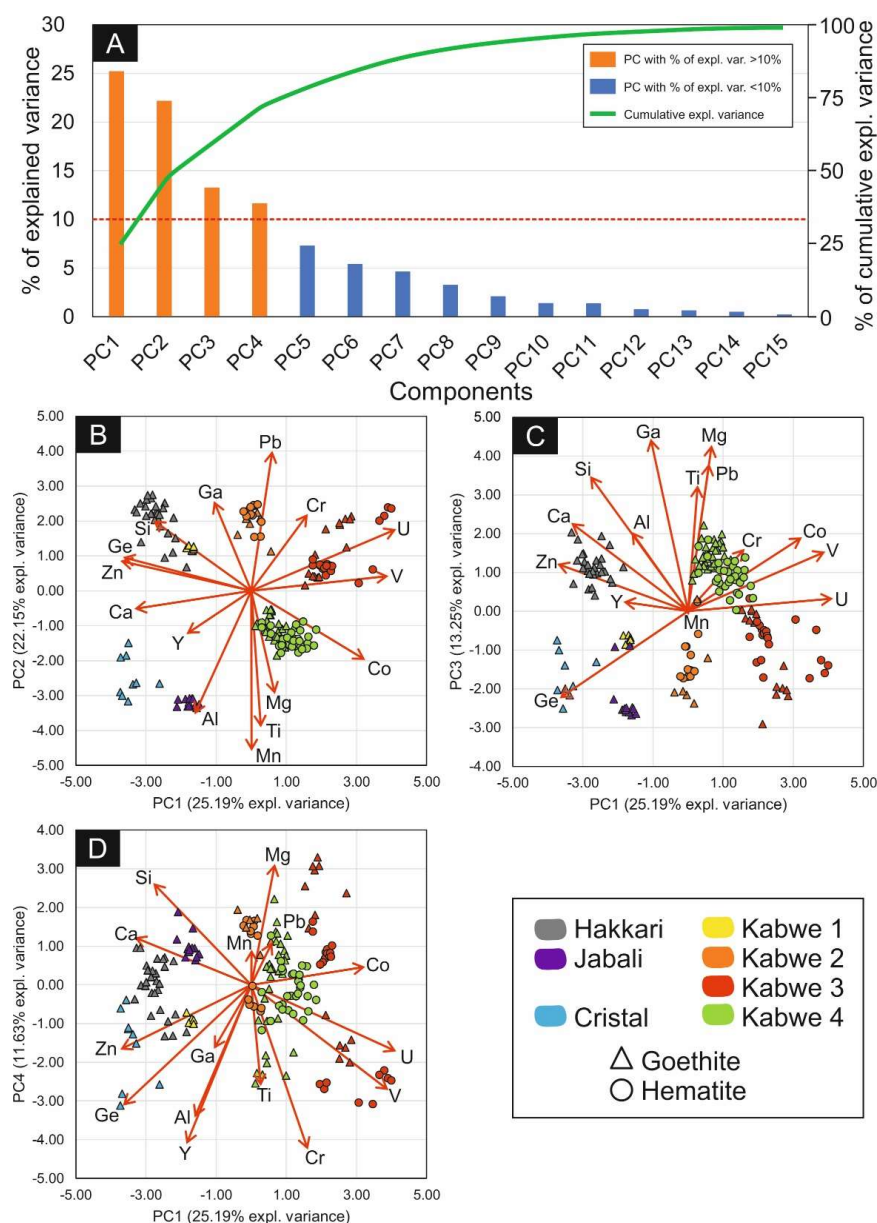 A
% of explained variance
30
25
20
15
10
5
0
100
75
50
25
0
% of cumulative expl. variance
PC with % of expl. var. >10%
PC with % of expl. var. <10%
Cumulative expl. variance
PC1 PC2 PC3 PC4 PC5 PC6 PC7 PC8 PC9 PC10 PC11 PC12 PC13 PC14 PC15
Components
B
PC2 (22.15% expl. variance)
5.00
4.00
3.00
2.00
1.00
0.00
-1.00
-2.00
-3.00
-4.00
-5.00
Pb
Ga
Cr
Si
U
Ge
Zn
V
Ca
Y
Co
Mg
Al
Ti
Mn
-5.00 -3.00 -1.00 1.00 3.00 5.00
PC1 (25.19% expl. variance)
C
PC3 (13.25% expl. variance)
5.00
4.00
3.00
2.00
1.00
0.00
-1.00
-2.00
-3.00
-4.00
Ga
Mg
Si
Ti
Pb
Ca
Al
Cr
Co
V
Zn
Y
Mn
U
Ge
-5.00 -3.00 -1.00 1.00 3.00 5.00
PC1 (25.19% expl. variance)
D
PC4 (11.63% expl. variance)
4.00
3.00
2.00
1.00
0.00
-1.00
-2.00
-3.00
-4.00
-5.00
Mg
Si
Pb
Ca
Mn
Co
Zn
Ga
U
Ti
V
Ge
Al
Y
Cr
-5.00 -3.00 -1.00 1.00 3.00 5.00
PC1 (25.19% expl. variance)
Hakkari
Jabali
Cristal
Kabwe 1
Kabwe 2
Kabwe 3
Kabwe 4
Goethite
Hematite